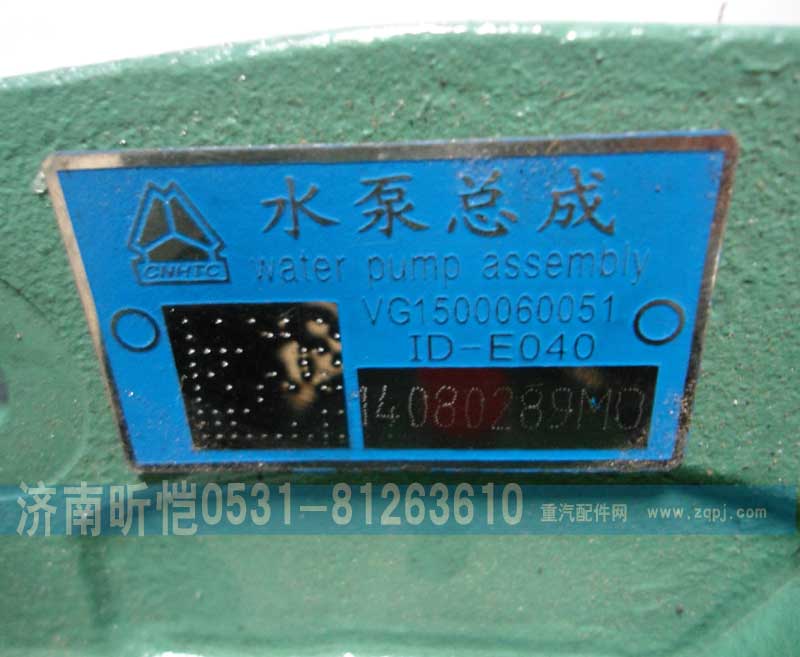 水泵总成
CNHTC
water pump assembly
VG1500060051
ID-E040
14080289M0
济南昕恺0531-81263610
重汽配件网 www.zqpj.com